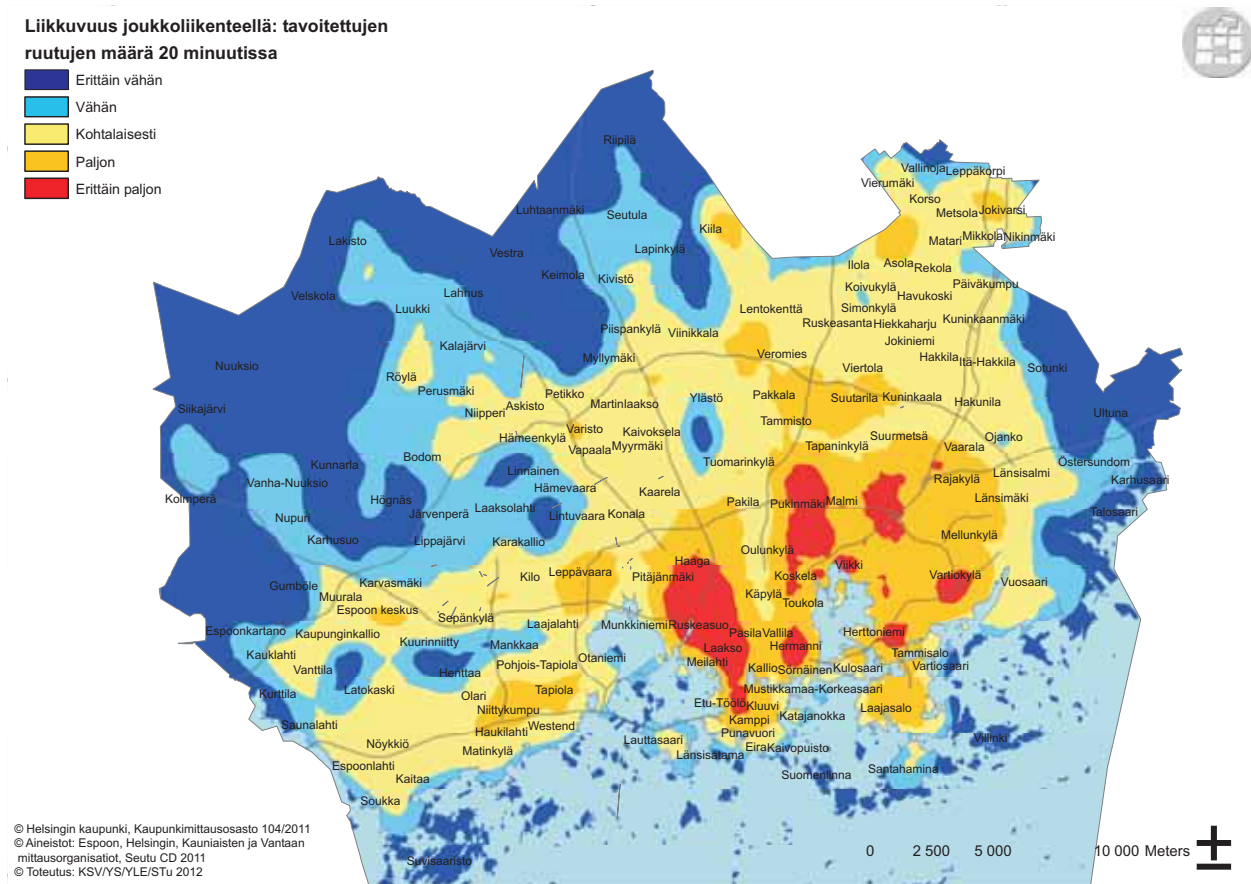 Liikkuvuus joukkoliikenteellä: tavoitettujen
ruutujen määrä 20 minuutissa
Erittäin vähän
Vähän
Kohtalaisesti
Paljon
Erittäin paljon
Riipilä
Vallinoja Leppäkorpi
Vierumäki
Korso
Luhtaanmäki
Seutula
Metsola Jokivarsi
Kiila
Lakisto
Matari Mikkola Nikinmäki
Vestra
Lapinkylä
Ilola Asola Rekola
Keimola
Kivistö
Koivukylä
Havukoski
Päiväkumpu
Velskola
Lahnus
Luukki
Lentokenttä
Simonkylä
Ruskeasanta Hiekkaharju
Kuninkaanmäki
Piispankylä
Viinikkala
Jokiniemi
Kalajärvi
Myllymäki
Veromies
Hakkila
Itä-Hakkila
Nuuksio
Viertola
Sotunki
Röylä
Perusmäki
Petikko
Ylästö
Pakkala
Suutarila
Kuninkaala
Hakunila
Siikajärvi
Niipperi
Askisto
Martinlaakso
Ultuna
Tammisto
Varisto
Kaivoksela
Hämeenkylä
Suurmetsä
Ojanko
Vapaala Myyrmäki
Tapaninkylä
Vaarala
Bodom
Kunnarla
Linnainen
Tuomarinkylä
Östersundom
Vanha-Nuuksio
Hämevaara
Rajakylä
Länsisalmi
Karhusaari
Kolmperä
Högnäs
Kaarela
Länsimäki
Järvenperä
Laaksolahti
Lintuvaara Konala
Pakila
Pukinmäki Malmi
Talosaari
Nupuri
Karhusuo
Lippajärvi
Karakallio
Mellunkylä
Oulunkylä
Haaga
Viikki
Kilo
Leppävaara
Pitäjänmäki
Koskela
Vartiokylä
Vuosaari
Gumböle
Karvasmäki
Muurala
Käpylä
Toukola
Espoon keskus
Sepänkylä
Laajalahti
Munkkiniemi Ruskeasuo
Espoonkartano
Kaupunginkallio
Pasila Vallila
Herttoniemi
Kuurinniitty
Mankkaa
Laakso
Hermanni
Kauklahti
Otaniemi
Tammisalo
Vanttila
Pohjois-Tapiola
Meilahti
Kallio Sörnäinen Kulosaari
Vartiosaari
Henttaa
Kurttila
Latokaski
Tapiola
Mustikkamaa-Korkeasaari
Olari
Etu-Töölö Kluuvi
Laajasalo
Niittykumpu
Katajanokka
Saunalahti
Westend
Kamppi
Haukilahti
Punavuori
Lauttasaari
Villinki
Nöykkiö
Eira Kaivopuisto
Matinkylä
Länsisatama
Espoonlahti
Santahamina
Kaitaa
Suomenlinna
Soukka
Suvisaaristo
© Helsingin kaupunki, Kaupunkimittausosasto 104/2011
© Aineistot: Espoon, Helsingin, Kauniaisten ja Vantaan
mittausorganisatiot, Seutu CD 2011
© Toteutus: KSV/YS/YLE/STu 2012
0 2 500 5 000 10 000 Meters